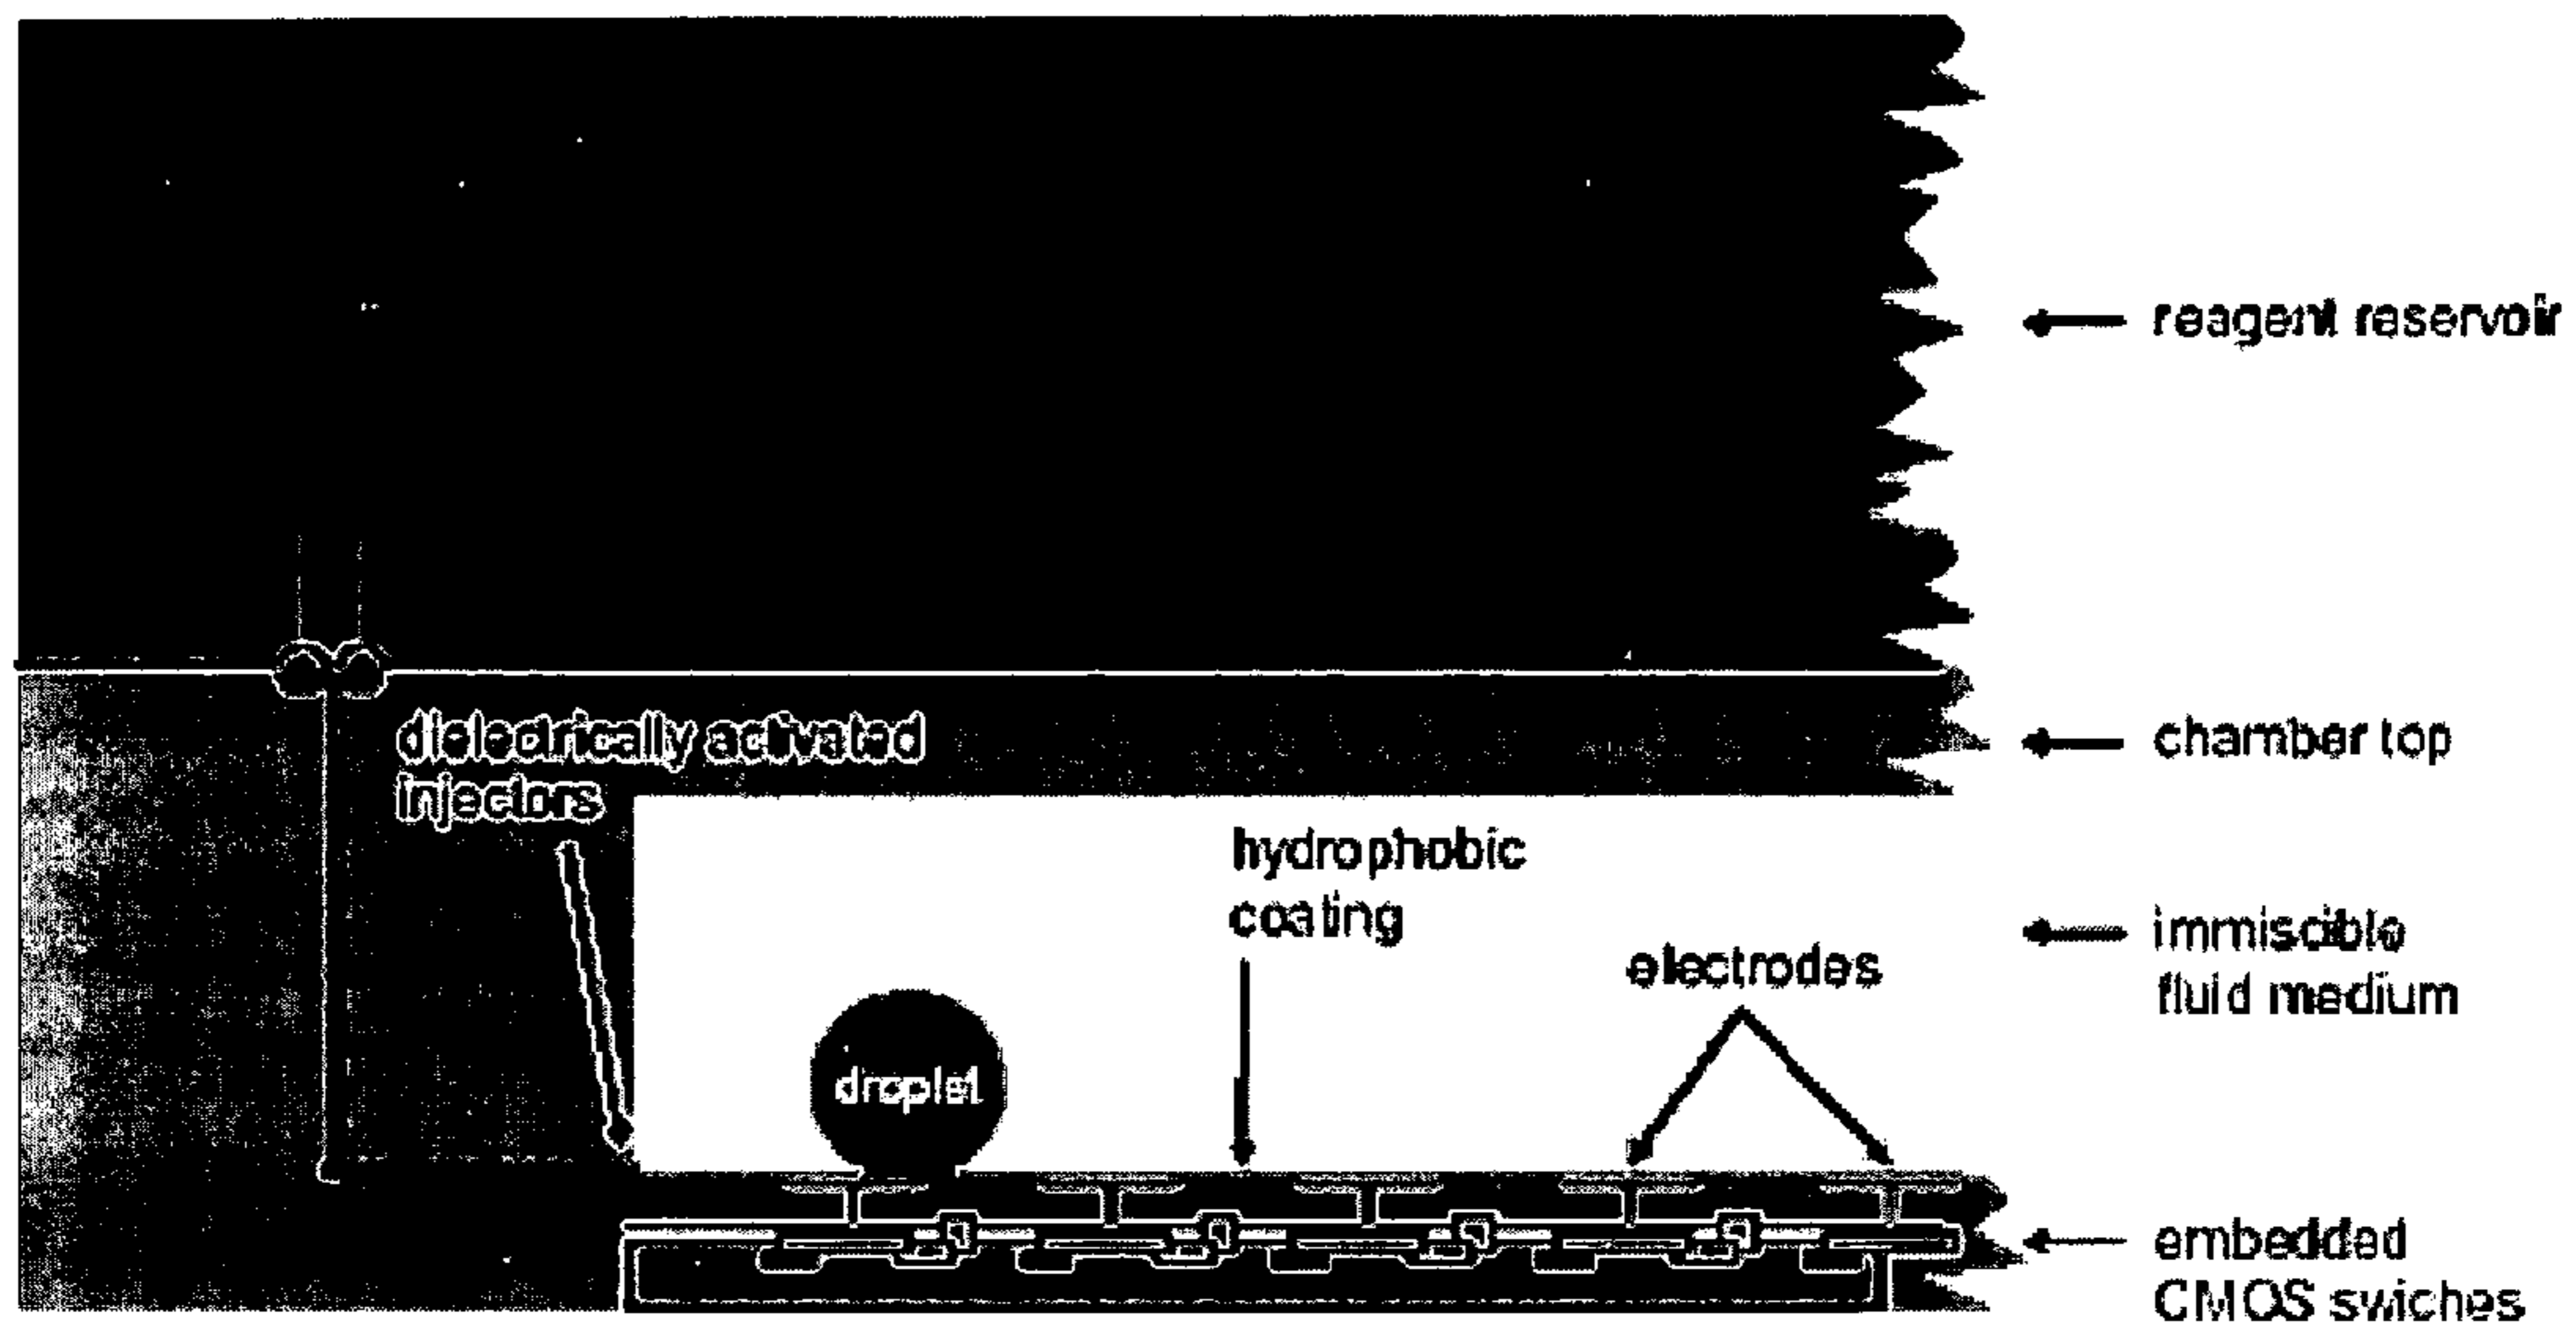 reagent reservoir
dielectrically activated
injectors
chamber top
hydrophobic
coating
immiscible
fluid medium
electrodes
droplet
embedded
CMOS swiches